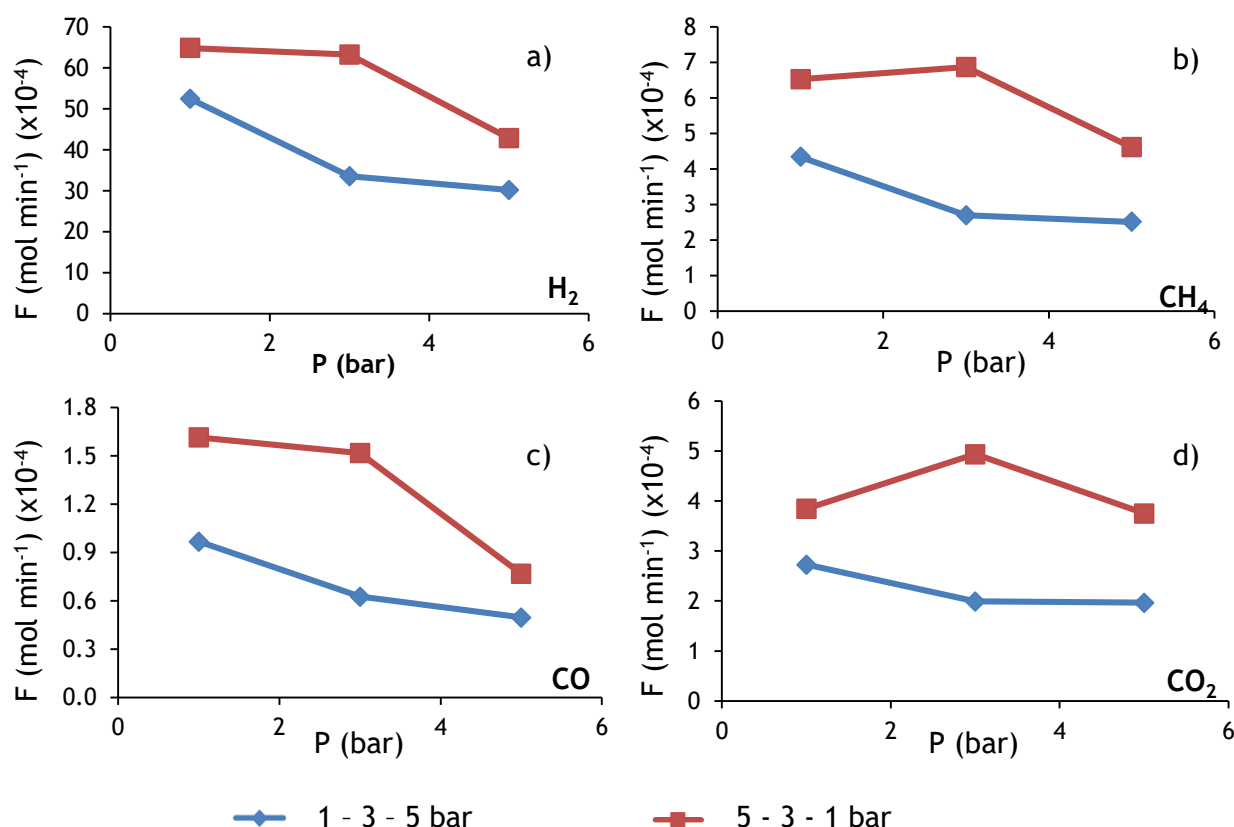 70
60
50
40
30
20
10
0
0 2 4 6
F (mol min⁻¹) (x10⁻⁴)
P (bar)
a)
H₂
8
7
6
5
4
3
2
1
0
0 2 4 6
F (mol min⁻¹) (x10⁻⁴)
P (bar)
b)
CH₄
1.8
1.5
1.2
0.9
0.6
0.3
0.0
0 2 4 6
F (mol min⁻¹) (x10⁻⁴)
P (bar)
c)
CO
6
5
4
3
2
1
0
0 2 4 6
F (mol min⁻¹) (x10⁻⁴)
P (bar)
d)
CO₂
1 – 3 – 5 bar
5 - 3 - 1 bar